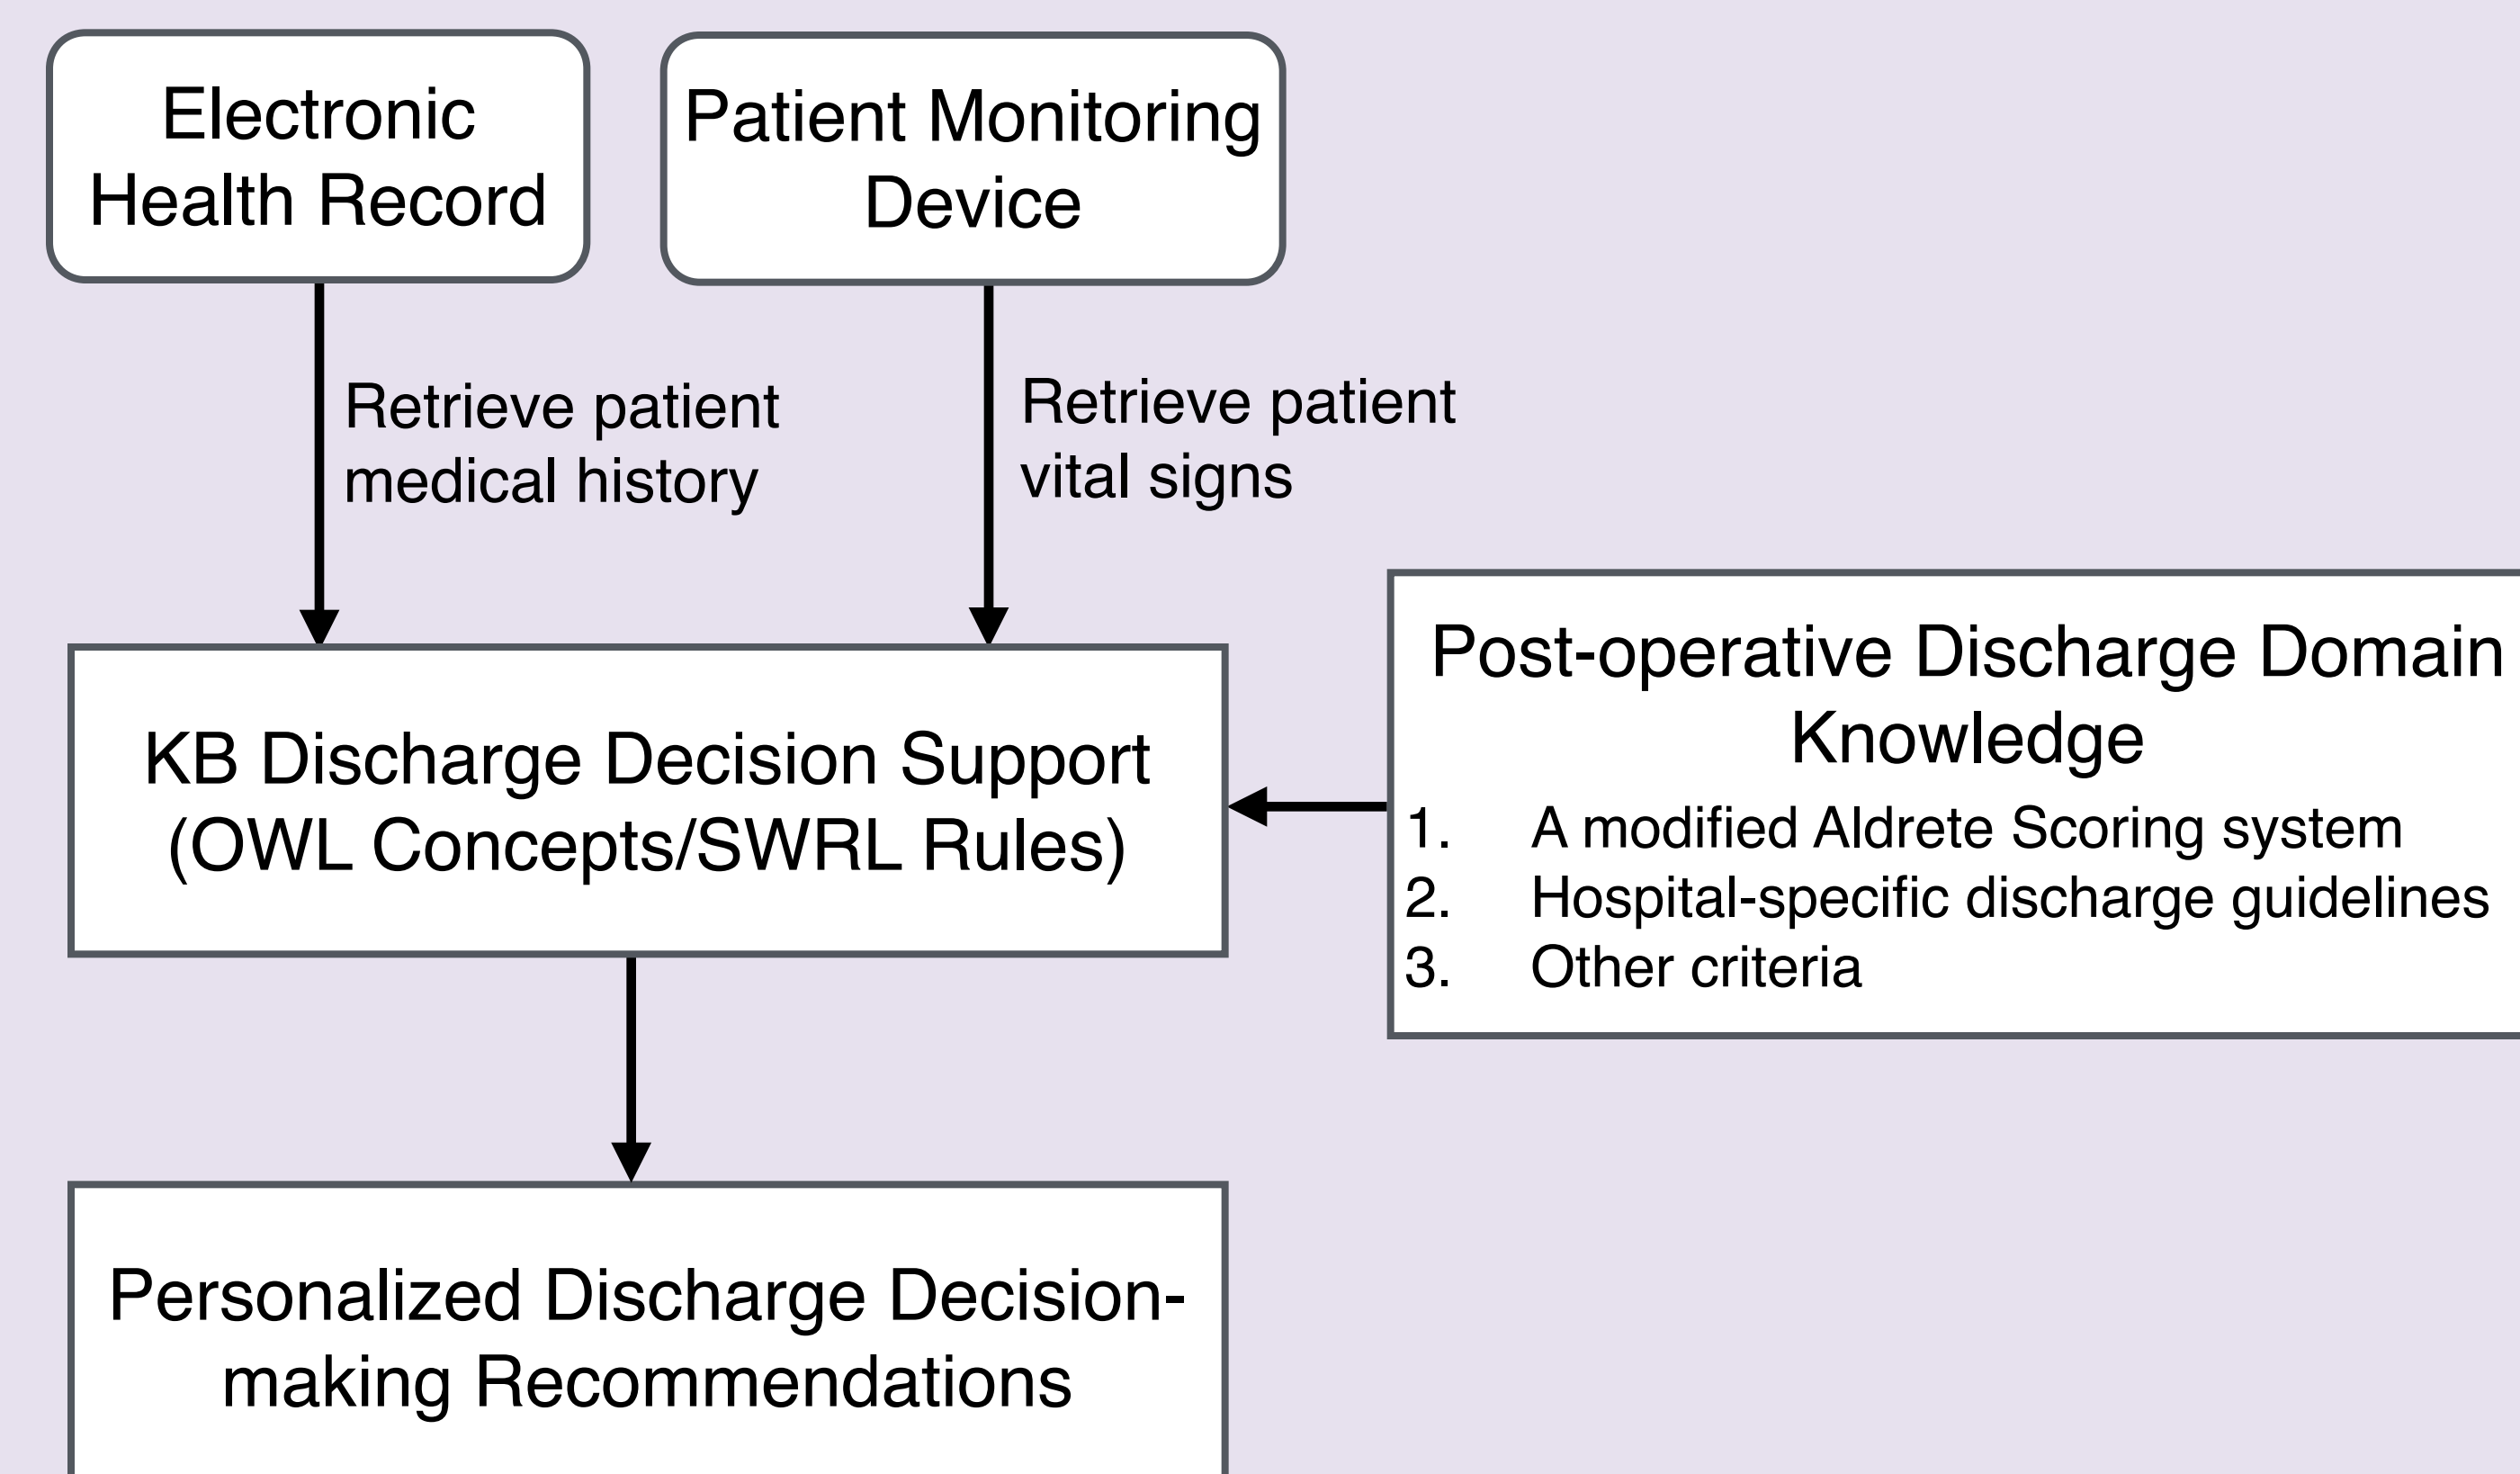 Electronic
Health Record
Patient Monitoring
Device
Retrieve patient
medical history
Retrieve patient
vital signs
KB Discharge Decision Support
(OWL Concepts/SWRL Rules)
Post-operative Discharge Domain
Knowledge
1. A modified Aldrete Scoring system
2. Hospital-specific discharge guidelines
3. Other criteria
Personalized Discharge Decision-
making Recommendations